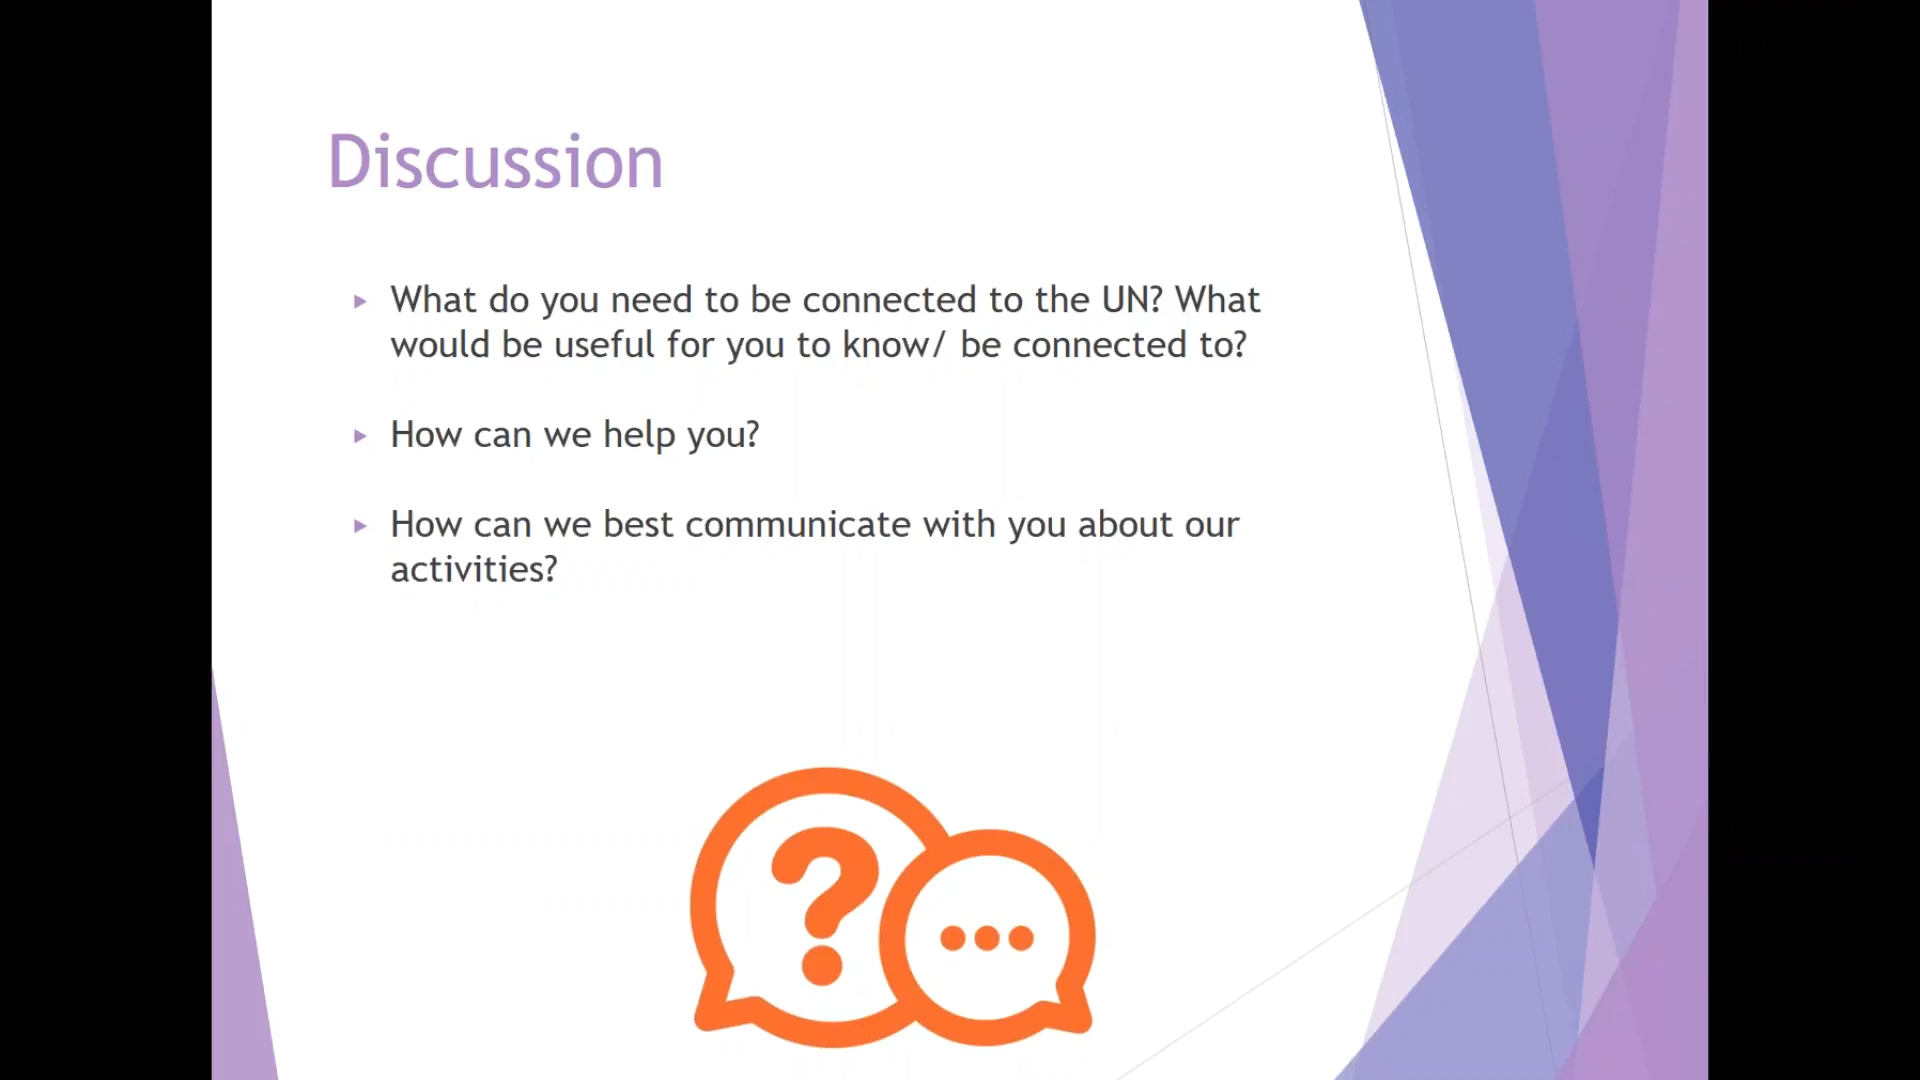 Discussion
What do you need to be connected to the UN? What
would be useful for you to know/ be connected to?
How can we help you?
How can we best communicate with you about our
activities?